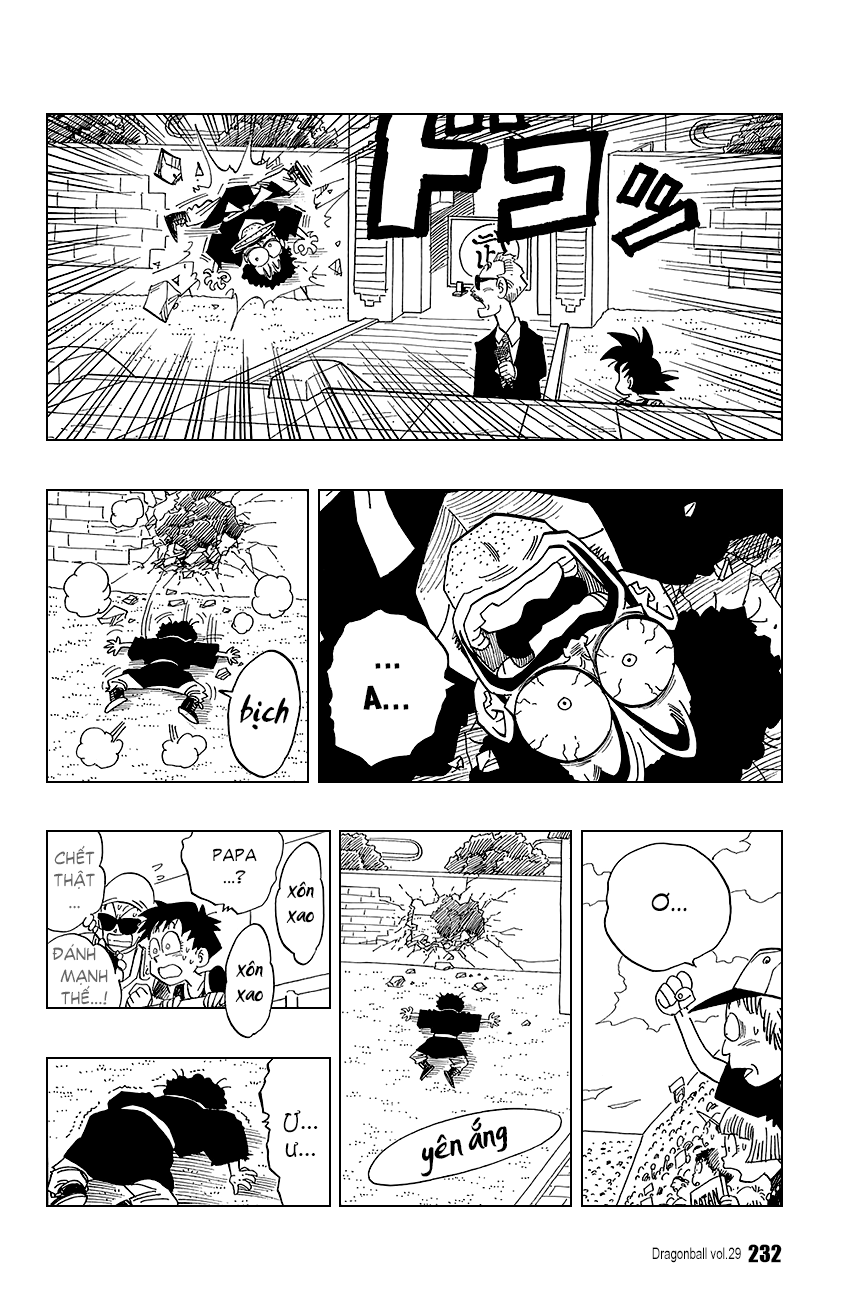 ドコッ
...
A...
bịch
Ơ...
yên ắng
xôn
xao
PAPA
...?
xôn
xao
CHẾT
THẬT
...
ĐÁNH
MẠNH
THẾ...!
Ư...
Ư...
Dragonball vol.29 232